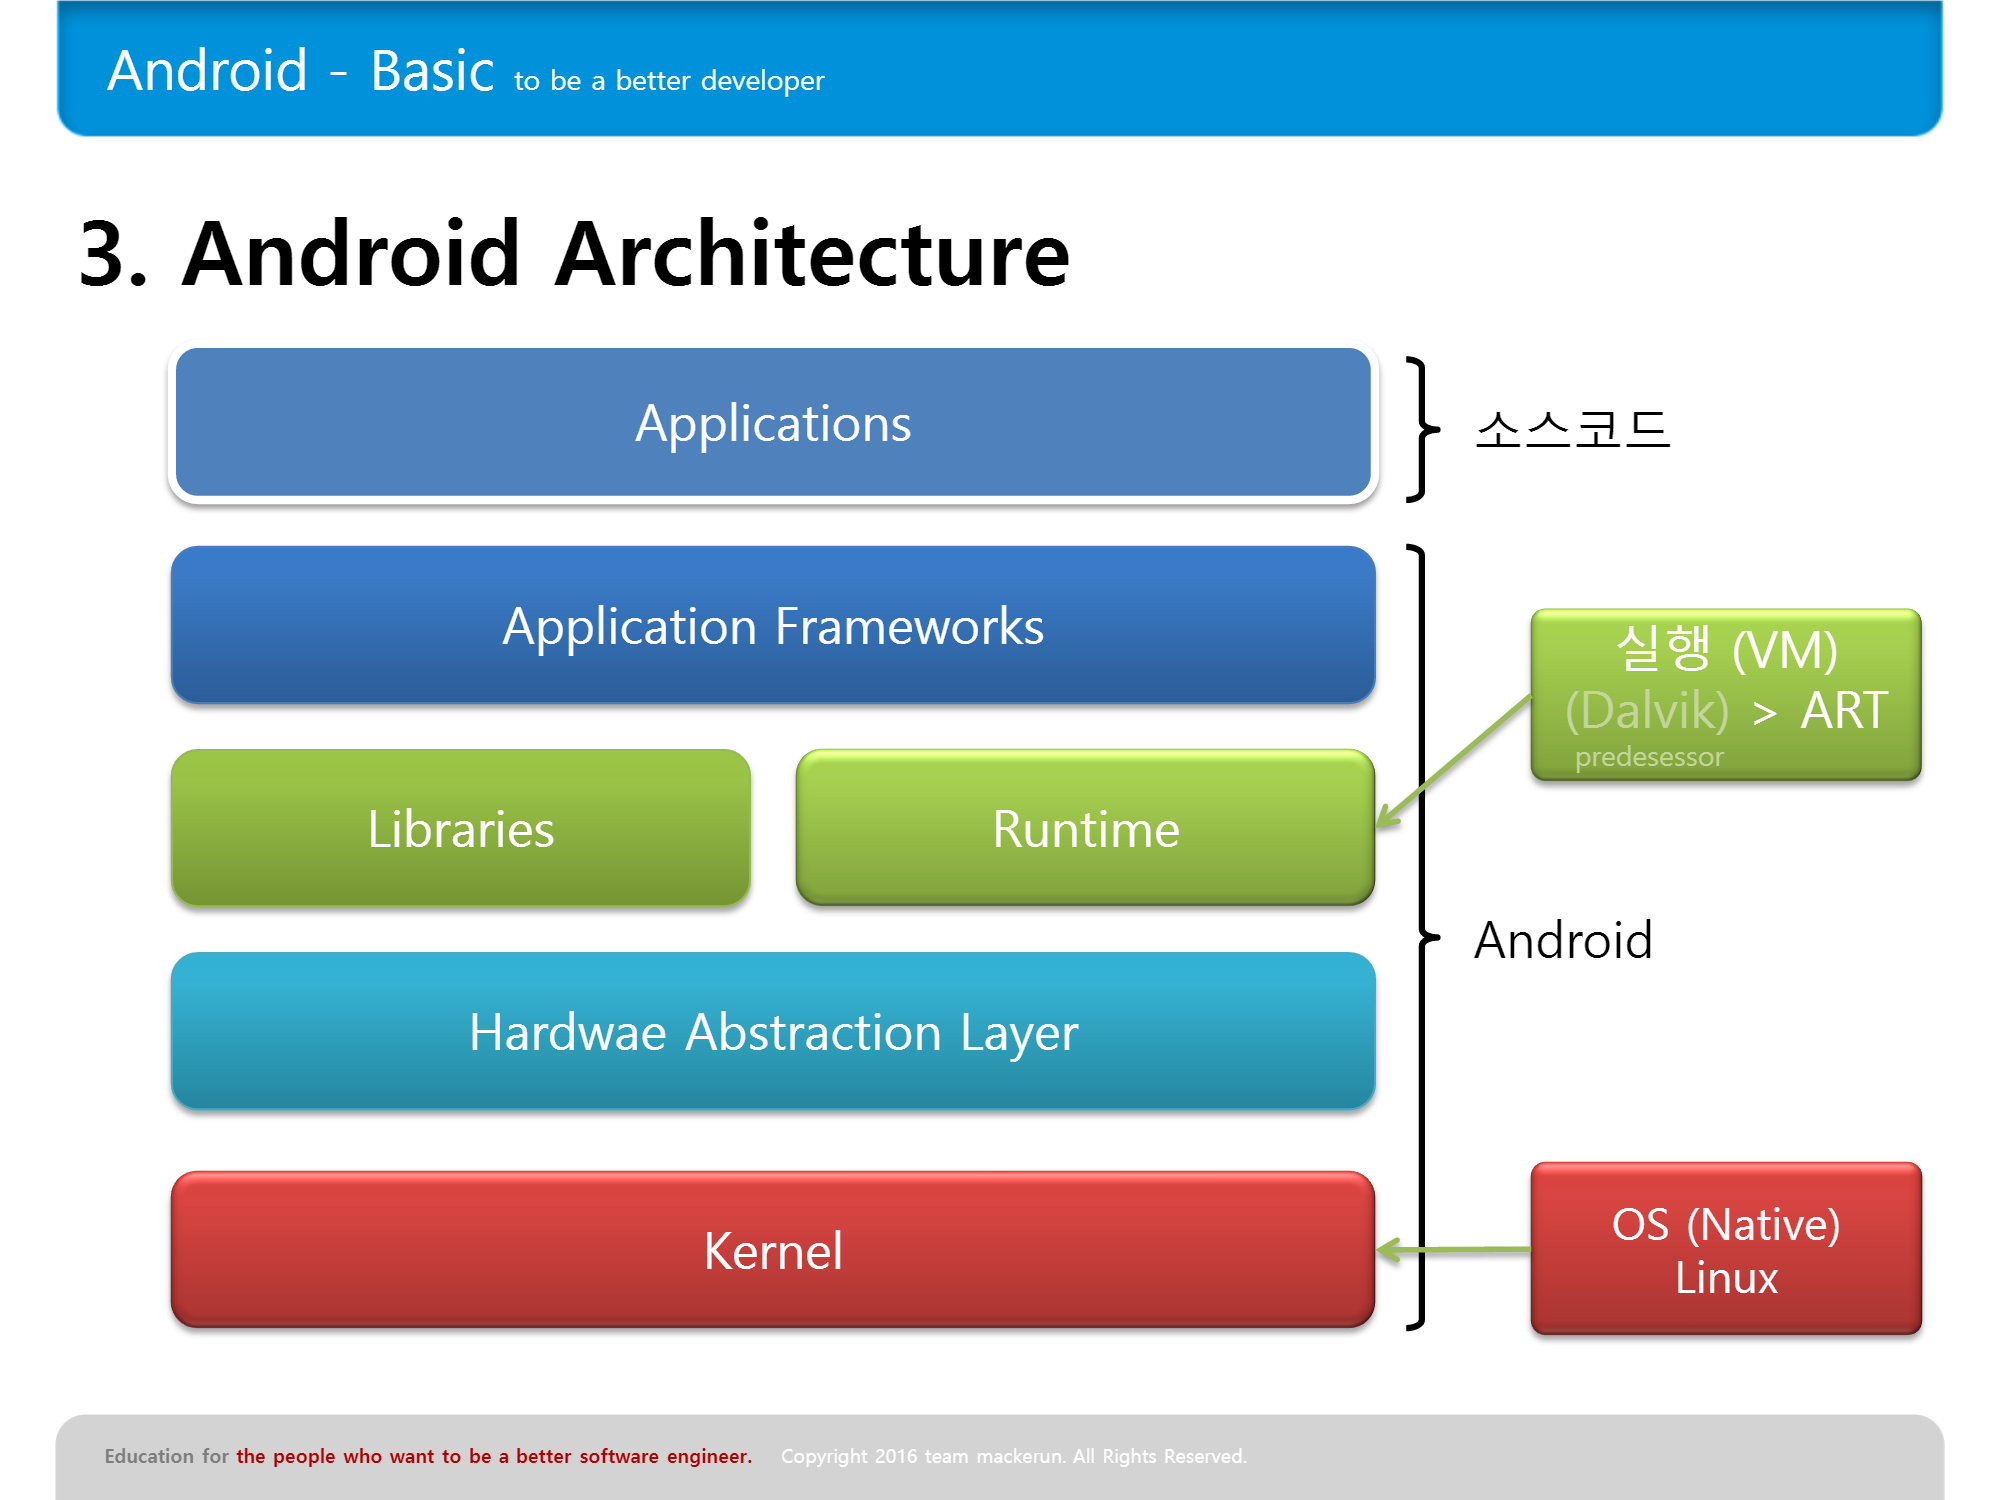 Android - Basic to be a better developer
3. Android Architecture
Applications
소스코드
Application Frameworks
실행 (VM)
(Dalvik) > ART
predesessor
Libraries
Runtime
Android
Hardwae Abstraction Layer
Kernel
OS (Native)
Linux
Education for the people who want to be a better software engineer. Copyright 2016 team mackerun. All Rights Reserved.